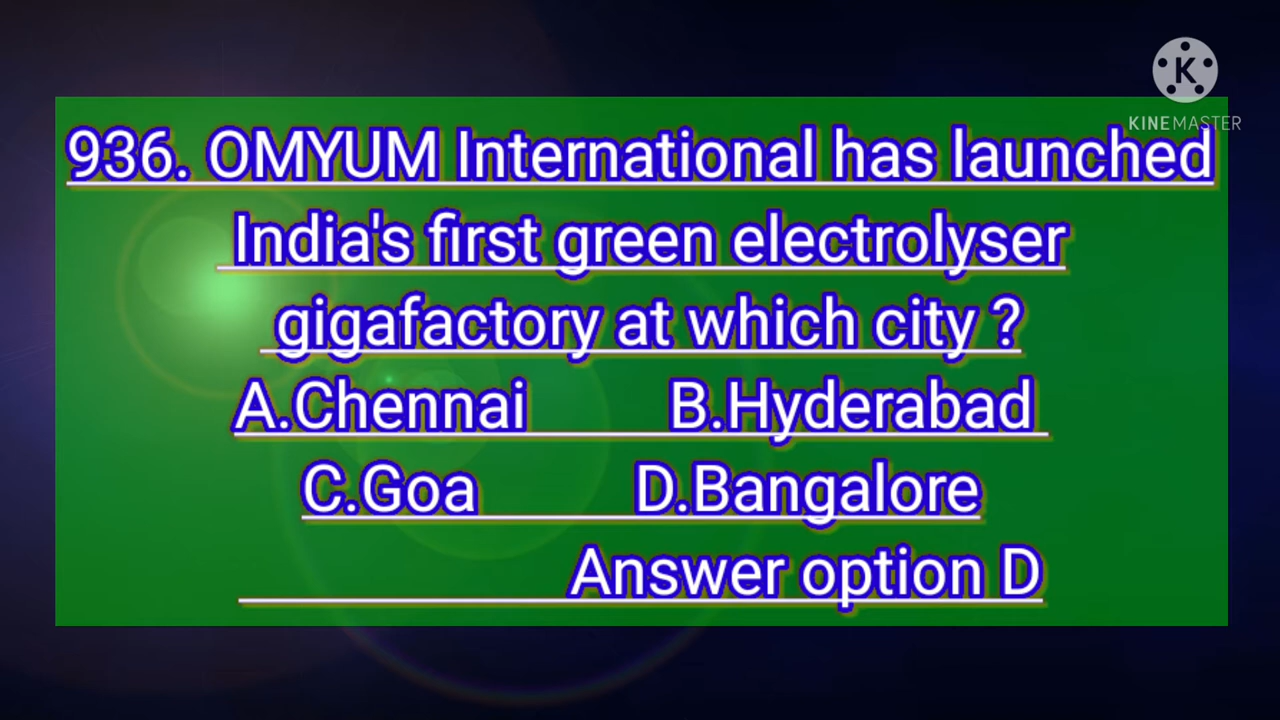 K
KINEMASTER
936. OMYUM International has launched
India's first green electrolyser
gigafactory at which city ?
A.Chennai B.Hyderabad
C.Goa D.Bangalore
Answer option D